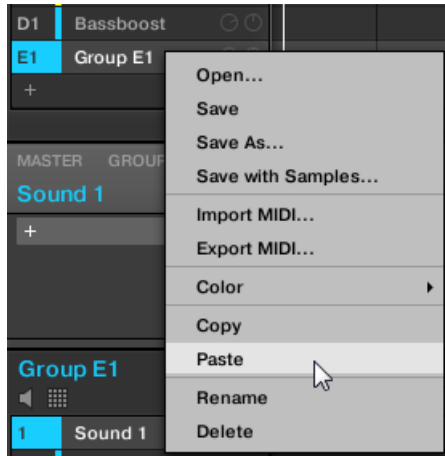 D1 Bassboost
E1 Group E1
+
Open...
Save
Save As...
Save with Samples...
Import MIDI...
Export MIDI...
Color
Copy
Paste
Rename
Delete
MASTER GROUP
Sound 1
+
Group E1
1 Sound 1